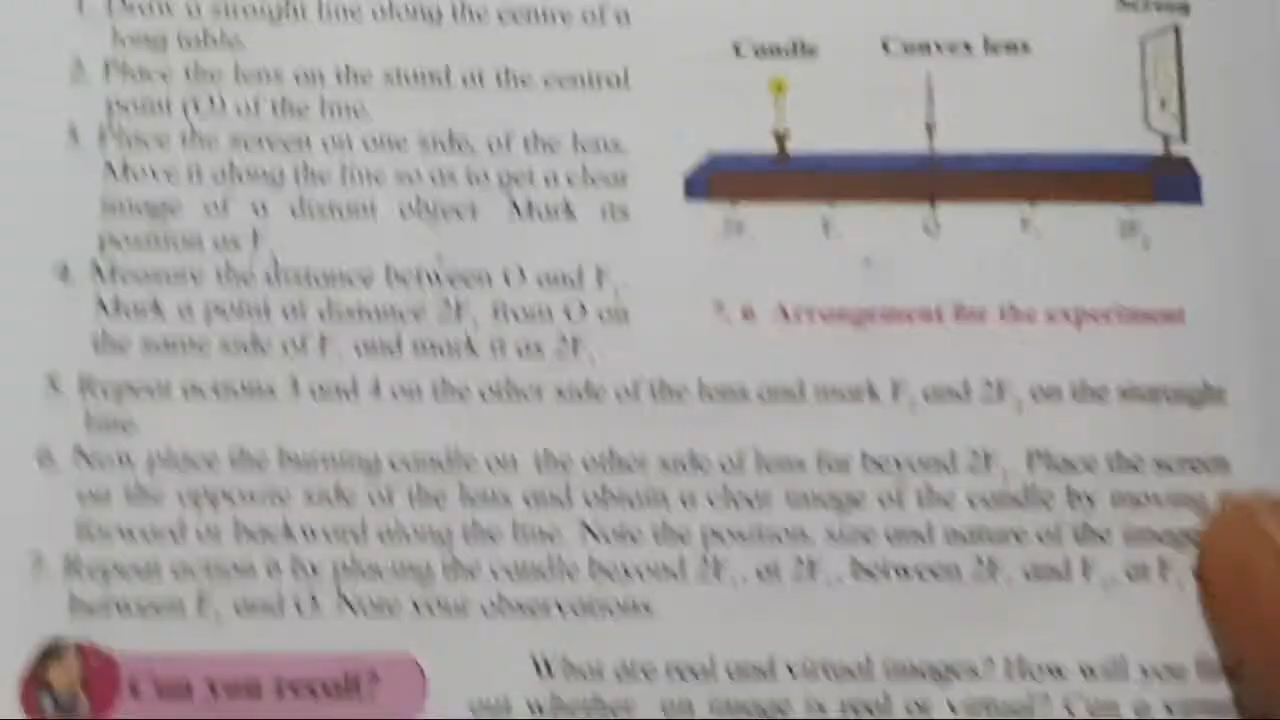 1. Draw a straight line along the centre of a
long table.
Screen
Candle Convex lens
2. Place the lens on the stand at the central
point (O) of the line.
3. Place the screen on one side, of the lens.
Move it along the line so as to get a clear
image of a distant object. Mark its
position as F
O
4. Measure the distance between O and F
Mark a point at distance 2F from O on
the same side of F and mark it as 2F
Arrangement for the experiment
5. Repeat actions 3 and 4 on the other side of the lens and mark F and 2F on the straight
line.
6. Now place the burning candle on the other side of lens far beyond 2F Place the screen
on the opposite side of the lens and obtain a clear image of the candle by moving
forward or backward along the line. Note the position, size and nature of the image
7. Repeat action 6 by placing the candle beyond 2F , at 2F , between 2F and F , at F
between F and O. Note your observations.
Can you recall?
What are real and virtual images? How will you
out whether an image is real or virtual? Can a